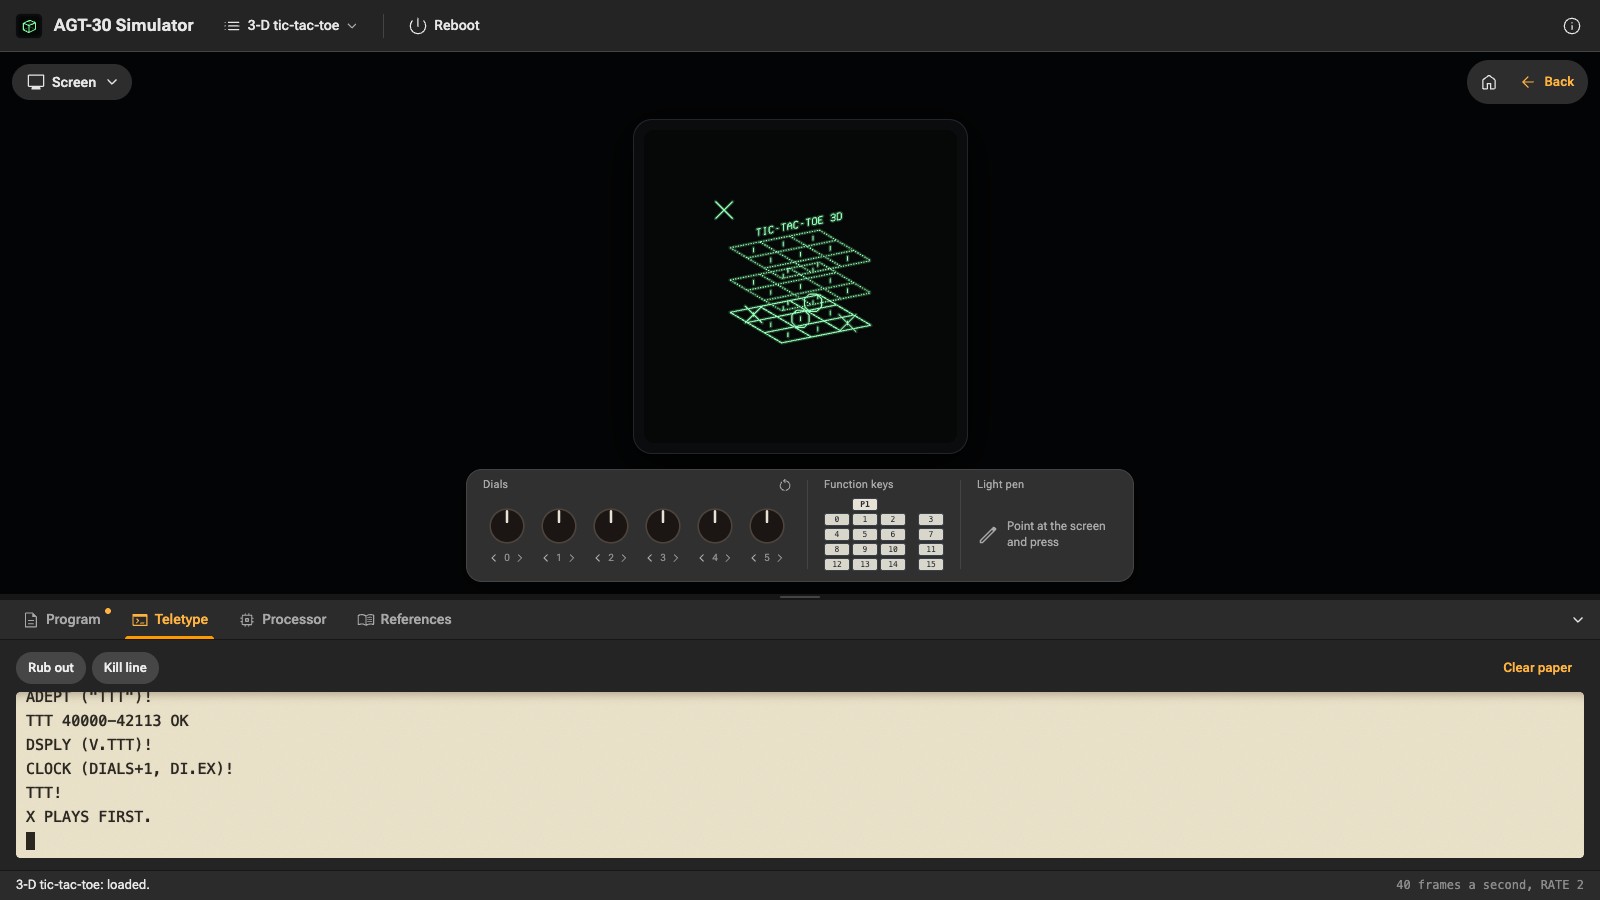 AGT-30 Simulator
3-D tic-tac-toe
Reboot
Screen
Back
TIC-TAC-TOE 3D
Dials
0 1 2 3 4 5
Function keys
P1
0 1 2 3
4 5 6 7
8 9 10 11
12 13 14 15
Light pen
Point at the screen
and press
Program
Teletype
Processor
References
Rub out
Kill line
Clear paper
ADEPT ("TTT")!
TTT 40000-42113 OK
DSPLY (V.TTT)!
CLOCK (DIALS+1, DI.EX)!
TTT!
X PLAYS FIRST.
3-D tic-tac-toe: loaded.
40 frames a second, RATE 2